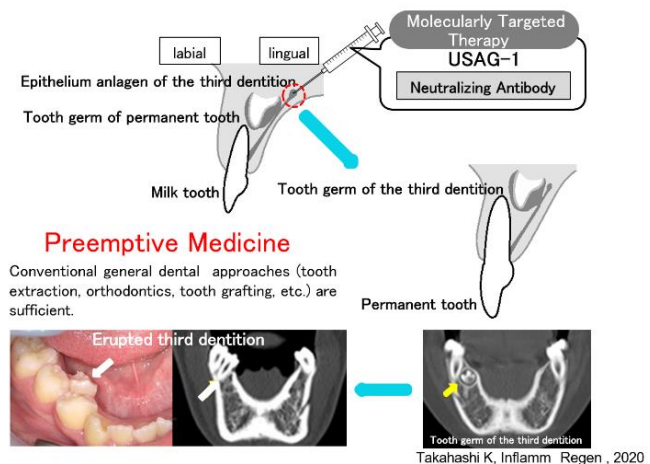 Molecularly Targeted
Therapy
USAG-1
Neutralizing Antibody
labial
lingual
Epithelium anlagen of the third dentition
Tooth germ of permanent tooth
Milk tooth
Tooth germ of the third dentition
Permanent tooth
Preemptive Medicine
Conventional general dental approaches (tooth
extraction, orthodontics, tooth grafting, etc.) are
sufficient.
Erupted third dentition
Tooth germ of the third dentition
Takahashi K, Inflamm Regen , 2020